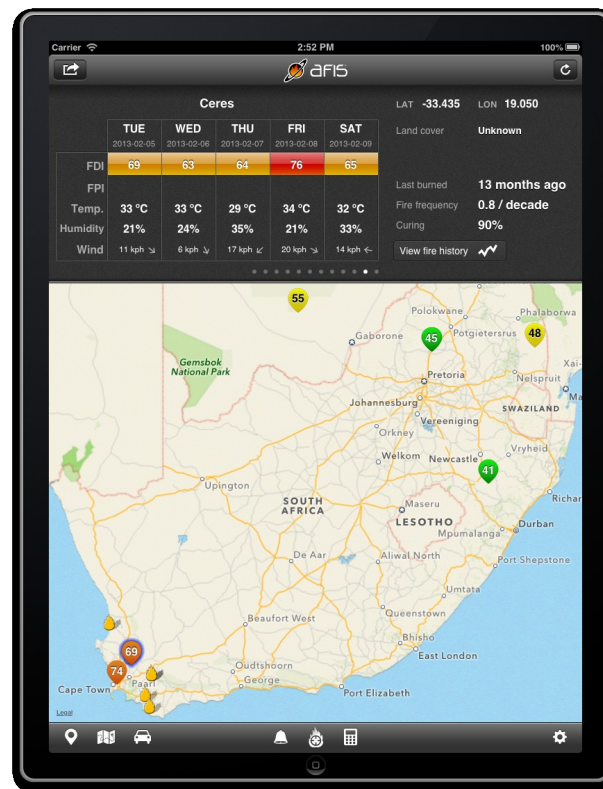 Carrier 2:52 PM 100%
aFIS
Ceres
LAT -33.435 LON 19.050
TUE WED THU FRI SAT
2013-02-05 2013-02-06 2013-02-07 2013-02-08 2013-02-09
Land cover Unknown
FDI 69 63 64 76 65
FPI
Last burned 13 months ago
Temp. 33 °C 33 °C 29 °C 34 °C 32 °C
Fire frequency 0.8 / decade
Humidity 21% 24% 35% 21% 33%
Curing 90%
Wind 11 kph 6 kph 17 kph 20 kph 14 kph
View fire history
55
Polokwane
Phalaborwa
Gaborone
45
Potgietersrus
48
Gemsbok
National Park
Xai-
Pretoria
Nelspruit
Johannesburg
Ma
SWAZILAND
Vereeniging
Orkney
Welkom
Newcastle
Vryheid
41
Upington
SOUTH
AFRICA
Maseru
Richar
LESOTHO
Durban
Mpumalanga
De Aar
Aliwal North
Port Shepstone
Umtata
Queenstown
Beaufort West
Bhisho
East London
69
Oudtshoorn
74
Paarl
George
Cape Town
Port Elizabeth
Legal